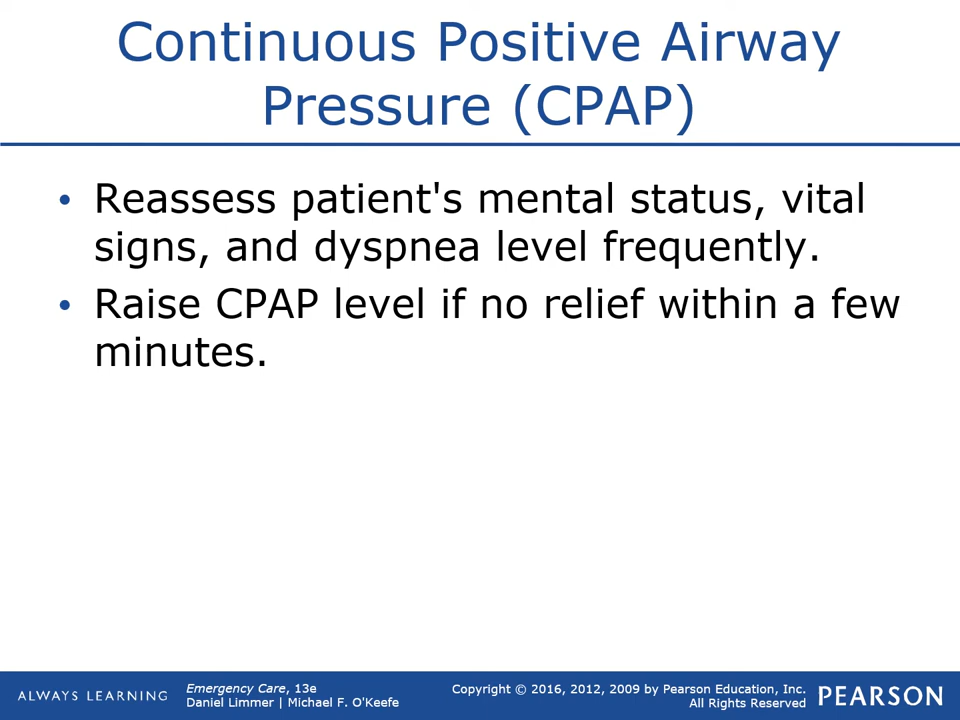 Continuous Positive Airway
Pressure (CPAP)
• Reassess patient's mental status, vital
signs, and dyspnea level frequently.
• Raise CPAP level if no relief within a few
minutes.
ALWAYS LEARNING
Emergency Care, 13e
Daniel Limmer | Michael F. O'Keefe
Copyright © 2016, 2012, 2009 by Pearson Education, Inc.
All Rights Reserved
PEARSON